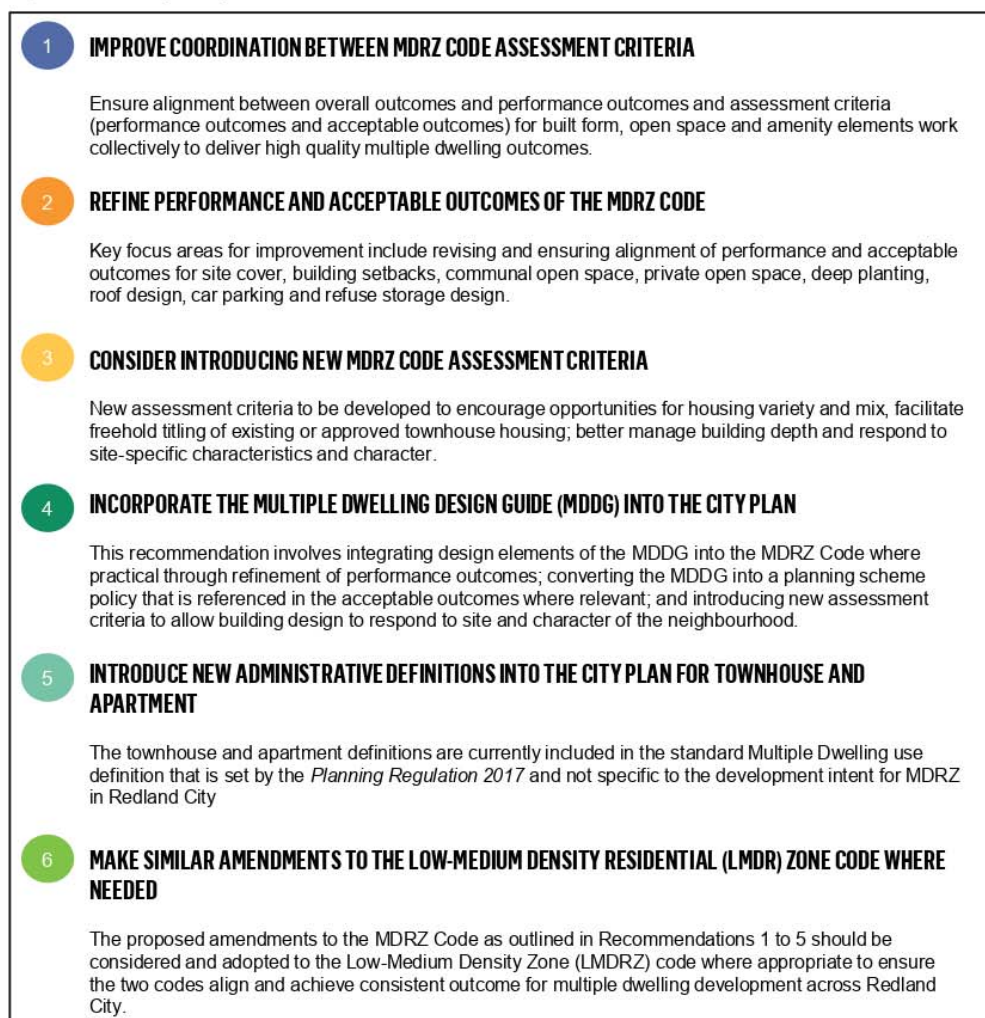 1
IMPROVE COORDINATION BETWEEN MDRZ CODE ASSESSMENT CRITERIA
Ensure alignment between overall outcomes and performance outcomes and assessment criteria
(performance outcomes and acceptable outcomes) for built form, open space and amenity elements work
collectively to deliver high quality multiple dwelling outcomes.
2
REFINE PERFORMANCE AND ACCEPTABLE OUTCOMES OF THE MDRZ CODE
Key focus areas for improvement include revising and ensuring alignment of performance and acceptable
outcomes for site cover, building setbacks, communal open space, private open space, deep planting,
roof design, car parking and refuse storage design.
3
CONSIDER INTRODUCING NEW MDRZ CODE ASSESSMENT CRITERIA
New assessment criteria to be developed to encourage opportunities for housing variety and mix, facilitate
freehold titling of existing or approved townhouse housing; better manage building depth and respond to
site-specific characteristics and character.
4
INCORPORATE THE MULTIPLE DWELLING DESIGN GUIDE (MDDG) INTO THE CITY PLAN
This recommendation involves integrating design elements of the MDDG into the MDRZ Code where
practical through refinement of performance outcomes; converting the MDDG into a planning scheme
policy that is referenced in the acceptable outcomes where relevant; and introducing new assessment
criteria to allow building design to respond to site and character of the neighbourhood.
5
INTRODUCE NEW ADMINISTRATIVE DEFINITIONS INTO THE CITY PLAN FOR TOWNHOUSE AND
APARTMENT
The townhouse and apartment definitions are currently included in the standard Multiple Dwelling use
definition that is set by the Planning Regulation 2017 and not specific to the development intent for MDRZ
in Redland City
6
MAKE SIMILAR AMENDMENTS TO THE LOW-MEDIUM DENSITY RESIDENTIAL (LMDR) ZONE CODE WHERE
NEEDED
The proposed amendments to the MDRZ Code as outlined in Recommendations 1 to 5 should be
considered and adopted to the Low-Medium Density Zone (LMDRZ) code where appropriate to ensure
the two codes align and achieve consistent outcome for multiple dwelling development across Redland
City.